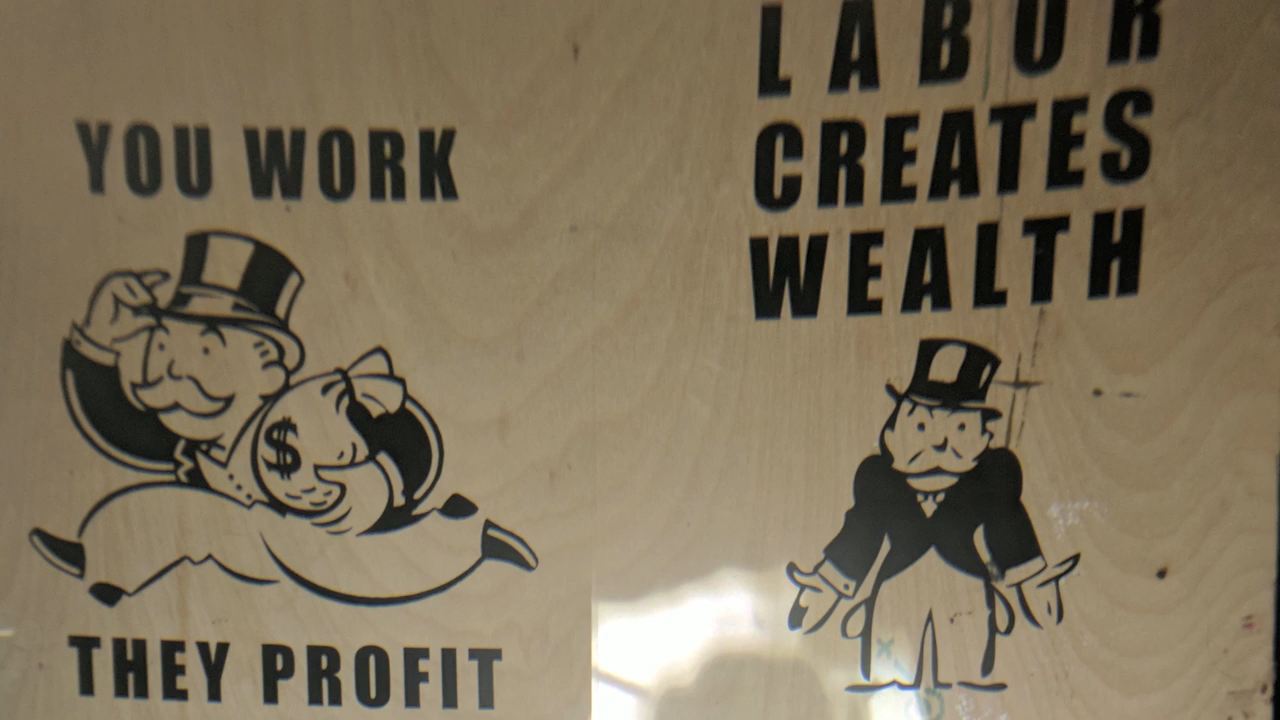 YOU WORK
$
THEY PROFIT
LABOR
CREATES
WEALTH